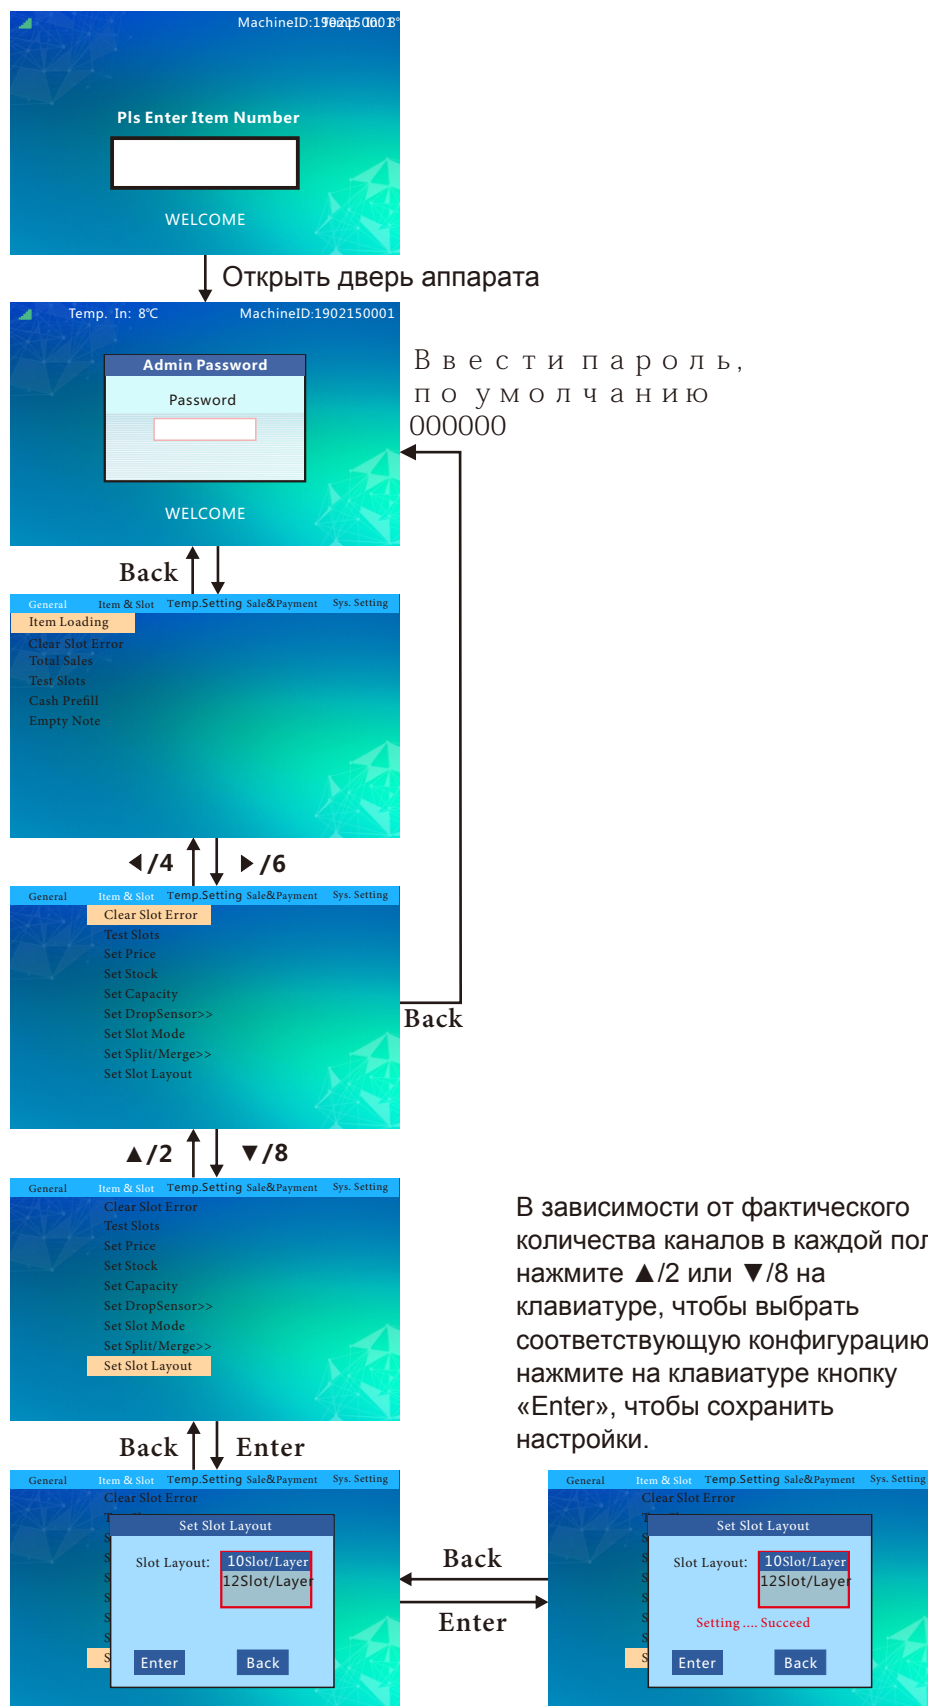 MachineID:1902150001 Temp. In: 8°
Pls Enter Item Number
WELCOME
Открыть дверь аппарата
Temp. In: 8℃ MachineID:1902150001
Admin Password
Password
WELCOME
Ввести пароль,
по умолчанию
000000
Back
General Item & Slot Temp.Setting Sale&Payment Sys. Setting
Item Loading
Clear Slot Error
Total Sales
Test Slots
Cash Prefill
Empty Note
◀/4 ▶/6
General Item & Slot Temp.Setting Sale&Payment Sys. Setting
Clear Slot Error
Test Slots
Set Price
Set Stock
Set Capacity
Set DropSensor>>
Set Slot Mode
Set Split/Merge>>
Set Slot Layout
Back
▲/2 ▼/8
General Item & Slot Temp.Setting Sale&Payment Sys. Setting
Clear Slot Error
Test Slots
Set Price
Set Stock
Set Capacity
Set DropSensor>>
Set Slot Mode
Set Split/Merge>>
Set Slot Layout
В зависимости от фактического
количества каналов в каждой
нажмите ▲/2 или ▼/8 на
клавиатуре, чтобы выбрать
соответствующую конфигурацию
нажмите на клавиатуре кнопку
«Enter», чтобы сохранить
настройки.
Back Enter
General Item & Slot Temp.Setting Sale&Payment Sys. Setting
Clear Slot Error
Set Slot Layout
Slot Layout: 10Slot/Layer
12Slot/Layer
Enter Back
Back
Enter
General Item & Slot Temp.Setting Sale&Payment Sys. Setting
Clear Slot Error
Set Slot Layout
Slot Layout: 10Slot/Layer
12Slot/Layer
Setting .... Succeed
Enter Back